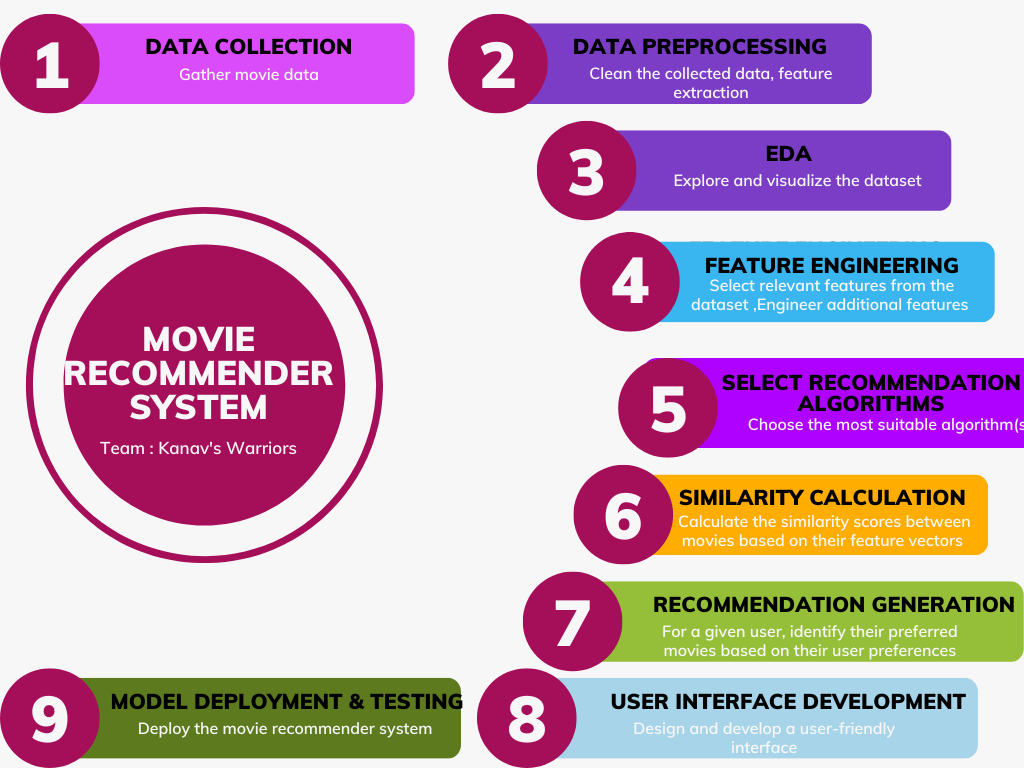 1
DATA COLLECTION
Gather movie data
2
DATA PREPROCESSING
Clean the collected data, feature
extraction
3
EDA
Explore and visualize the dataset
4
FEATURE ENGINEERING
Select relevant features from the
dataset ,Engineer additional features
5
SELECT RECOMMENDATION
ALGORITHMS
Choose the most suitable algorithm(s
6
SIMILARITY CALCULATION
Calculate the similarity scores between
movies based on their feature vectors
7
RECOMMENDATION GENERATION
For a given user, identify their preferred
movies based on their user preferences
8
USER INTERFACE DEVELOPMENT
Design and develop a user-friendly
interface
9
MODEL DEPLOYMENT & TESTING
Deploy the movie recommender system
MOVIE
RECOMMENDER
SYSTEM
Team : Kanav's Warriors